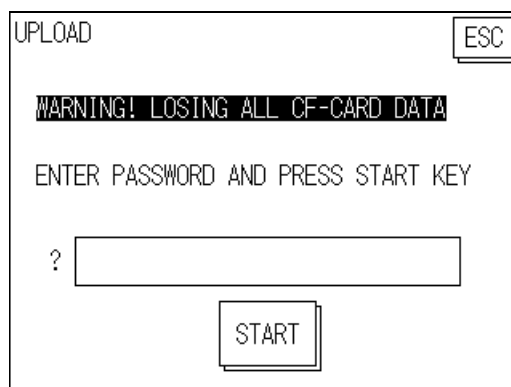 UPLOAD
ESC
WARNING! LOSING ALL CF-CARD DATA
ENTER PASSWORD AND PRESS START KEY
?
START